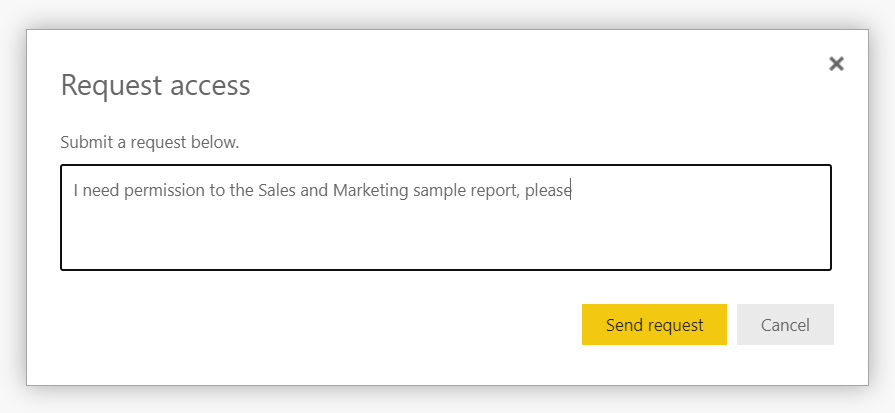 Request access
Submit a request below.
I need permission to the Sales and Marketing sample report, please
Send request
Cancel